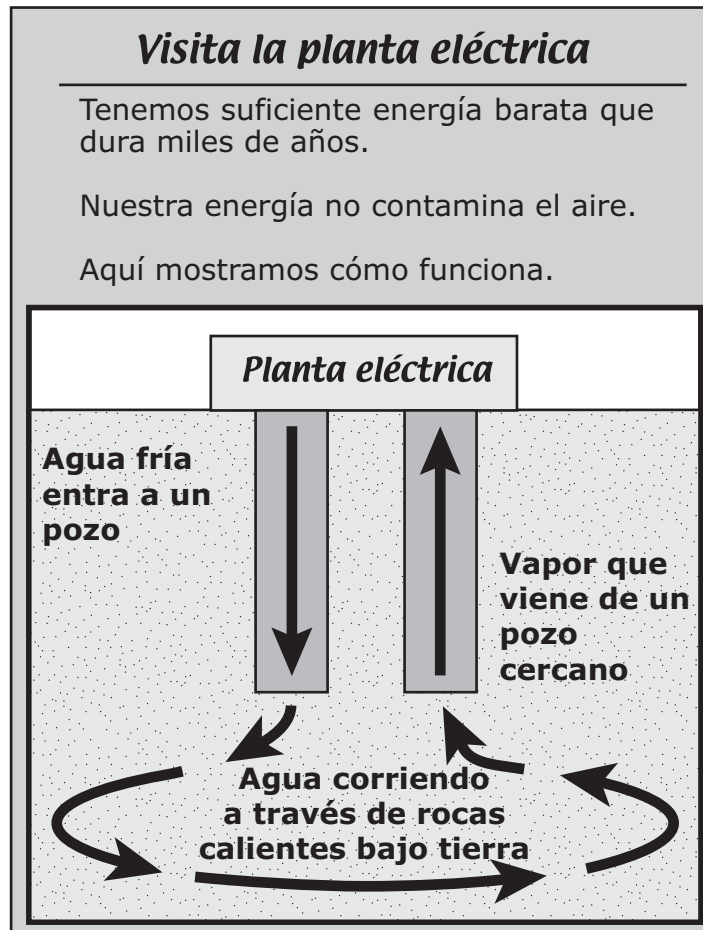 Visita la planta eléctrica
Tenemos suficiente energía barata que
dura miles de años.
Nuestra energía no contamina el aire.
Aquí mostramos cómo funciona.
Planta eléctrica
Agua fría
entra a un
pozo
Vapor que
viene de un
pozo
cercano
Agua corriendo
a través de rocas
calientes bajo tierra